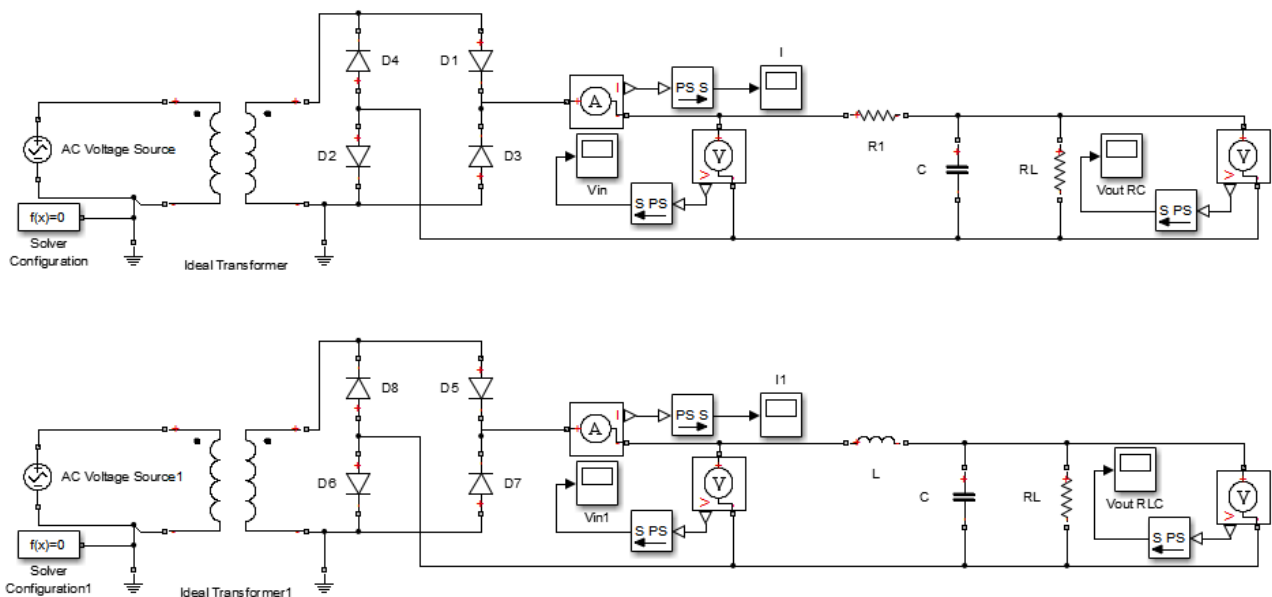 D4
D1
I
I
PS S
A
AC Voltage Source
D2
D3
Vin
V
V
S PS
R1
C
RL
V
V
Vout RC
S PS
f(x)=0
Solver
Configuration
Ideal Transformer
D8
D5
I1
I
PS S
A
AC Voltage Source1
D6
D7
Vin1
V
V
S PS
L
C
RL
V
V
Vout RLC
S PS
f(x)=0
Solver
Configuration1
Ideal Transformer1